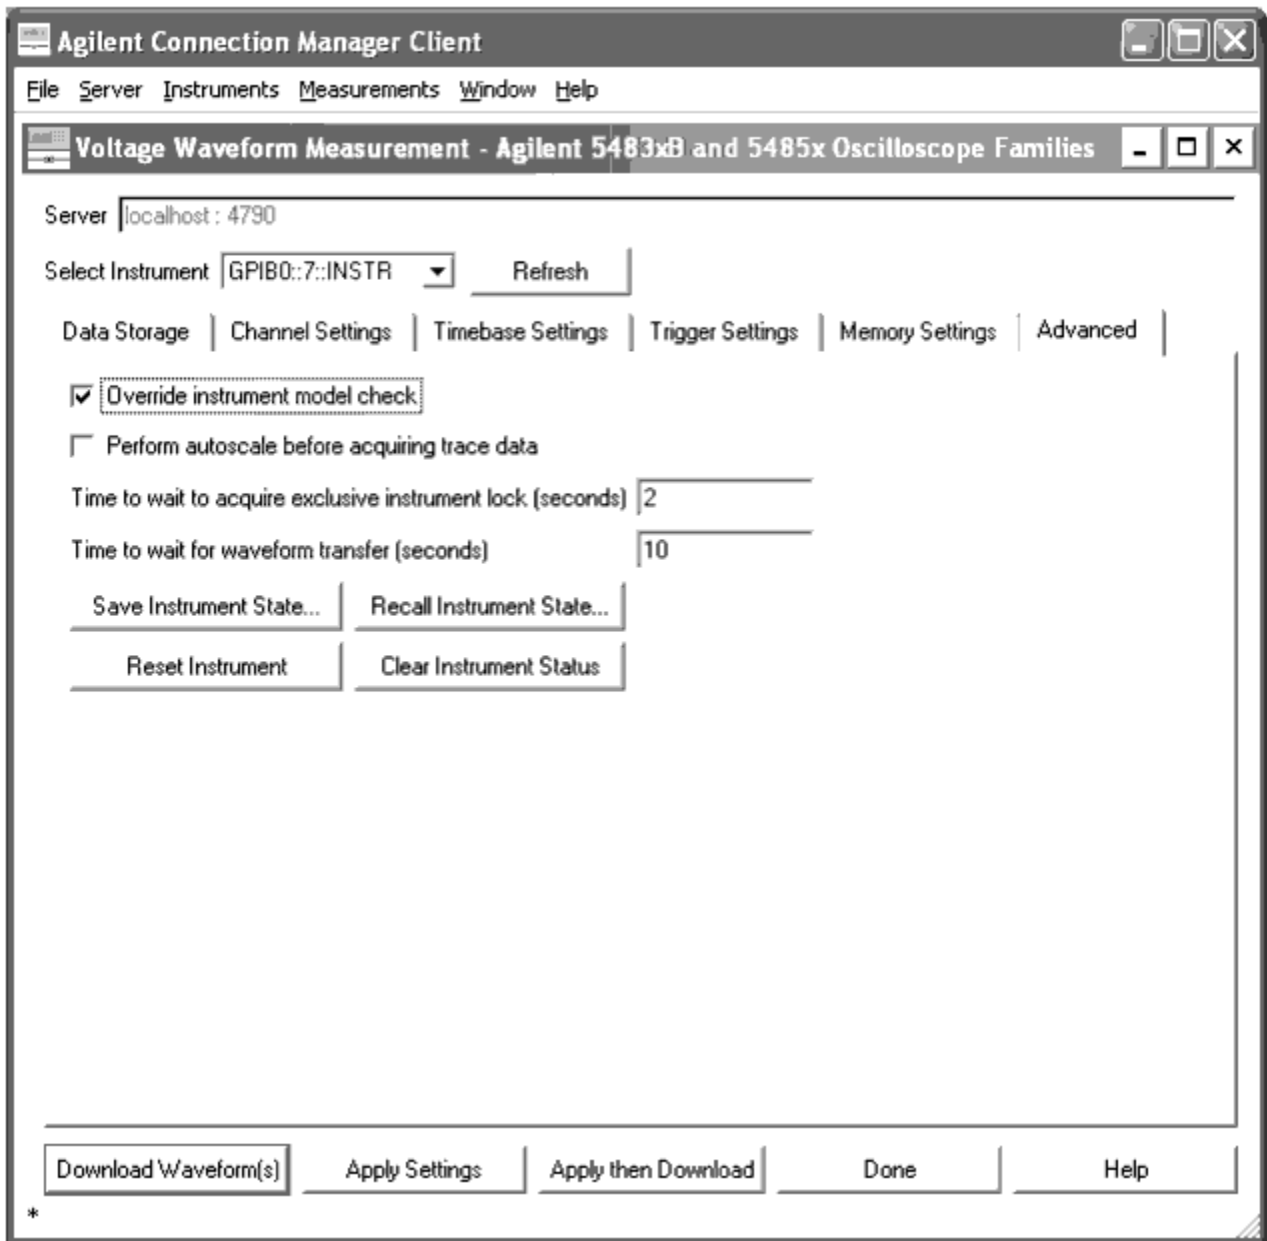 Agilent Connection Manager Client
File Server Instruments Measurements Window Help
Voltage Waveform Measurement - Agilent 5483xB and 5485x Oscilloscope Families
Server localhost : 4790
Select Instrument GPIB0::7::INSTR Refresh
Data Storage Channel Settings Timebase Settings Trigger Settings Memory Settings Advanced
Override instrument model check
Perform autoscale before acquiring trace data
Time to wait to acquire exclusive instrument lock (seconds) 2
Time to wait for waveform transfer (seconds) 10
Save Instrument State... Recall Instrument State...
Reset Instrument Clear Instrument Status
Download Waveform(s) Apply Settings Apply then Download Done Help
*